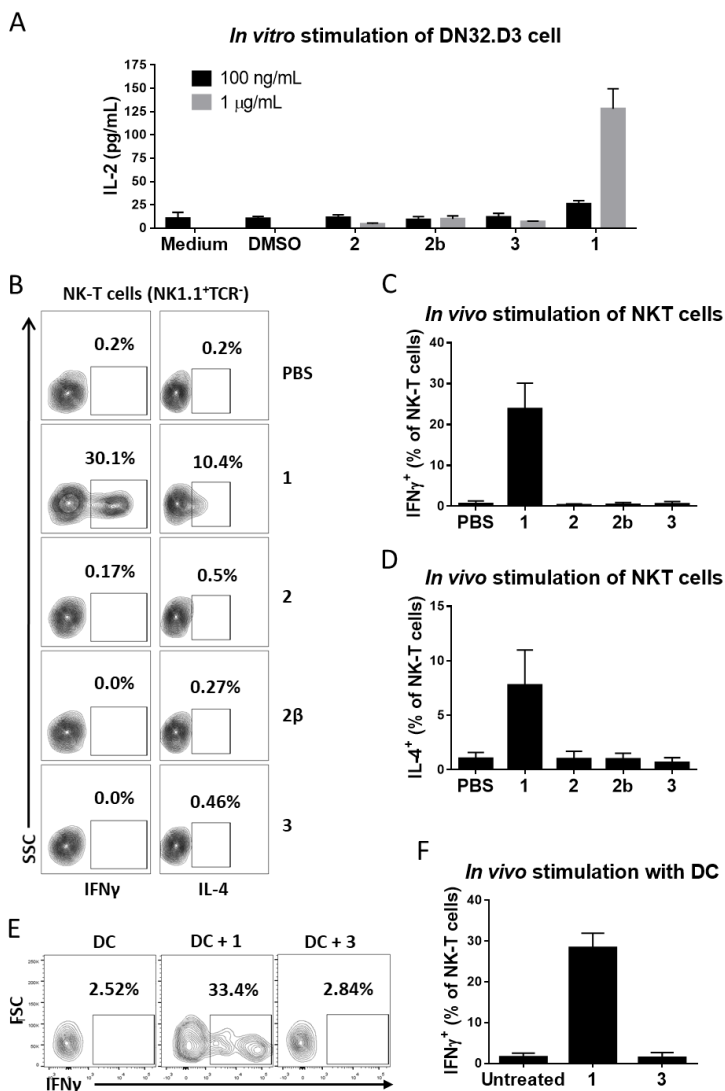 A
In vitro stimulation of DN32.D3 cell
175
150
125
100
75
50
25
0
IL-2 (pg/mL)
100 ng/mL
1 μg/mL
Medium DMSO 2 2b 3 1
B
NK-T cells (NK1.1+TCR-)
0.2% 0.2% PBS
30.1% 10.4% 1
0.17% 0.5% 2
0.0% 0.27% 2β
0.0% 0.46% 3
SSC
IFNγ IL-4
C
In vivo stimulation of NKT cells
40
30
20
10
0
IFNγ+ (% of NK-T cells)
PBS 1 2 2b 3
D
In vivo stimulation of NKT cells
15
10
5
0
IL-4+ (% of NK-T cells)
PBS 1 2 2b 3
E
DC DC + 1 DC + 3
2.52% 33.4% 2.84%
FSC
IFNγ
F
In vivo stimulation with DC
40
30
20
10
0
IFNγ+ (% of NK-T cells)
Untreated 1 3